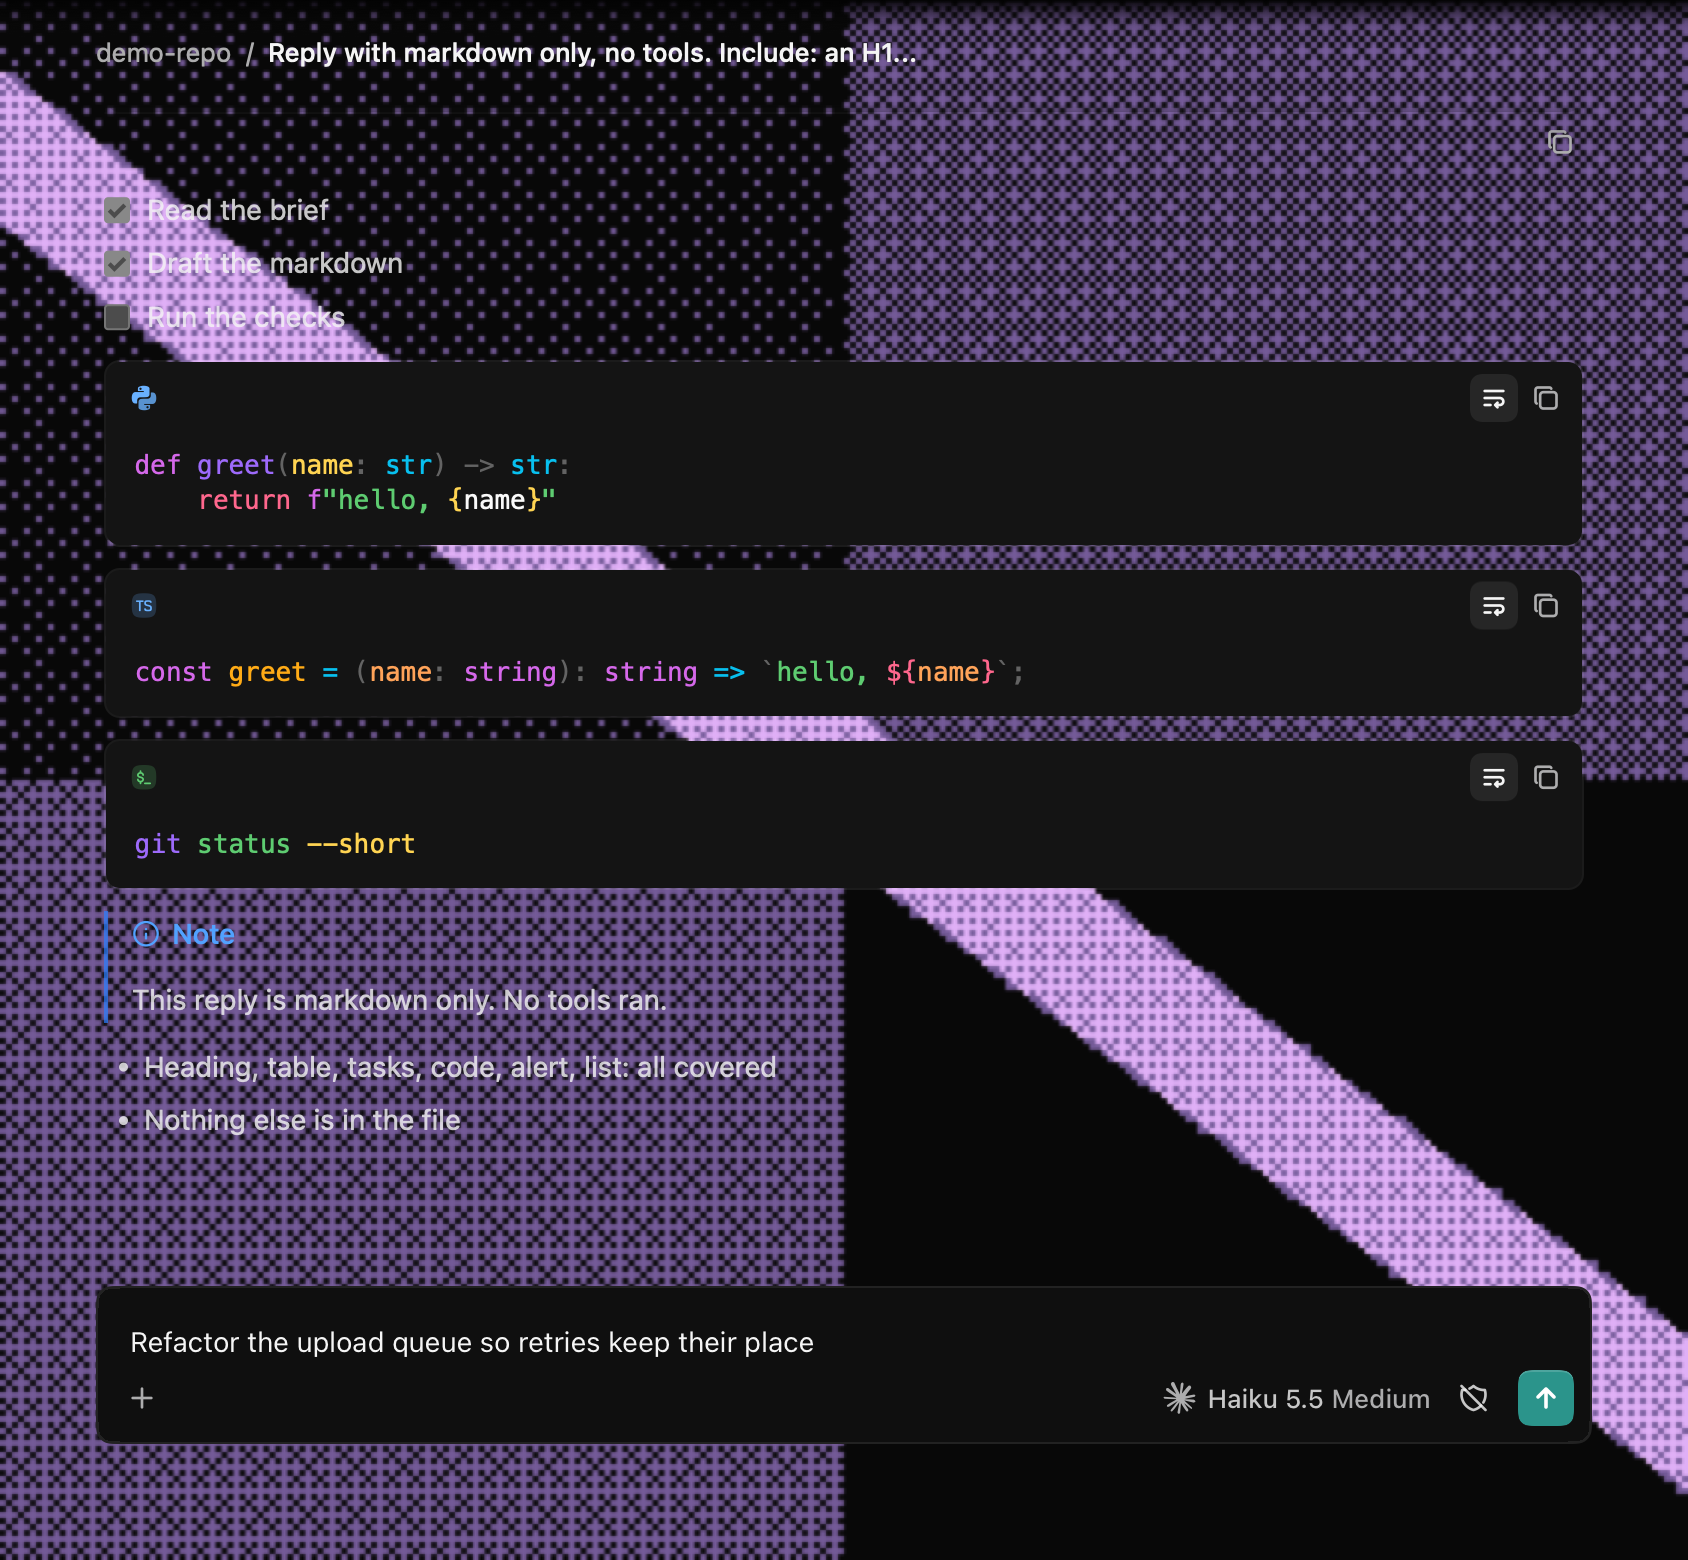 demo-repo / Reply with markdown only, no tools. Include: an H1...
Read the brief
Draft the markdown
Run the checks
def greet(name: str) -> str:
    return f"hello, {name}"
TS
const greet = (name: string): string => `hello, ${name}`;
$_
git status --short
Note
This reply is markdown only. No tools ran.
• Heading, table, tasks, code, alert, list: all covered
• Nothing else is in the file
Refactor the upload queue so retries keep their place
Haiku 5.5 Medium